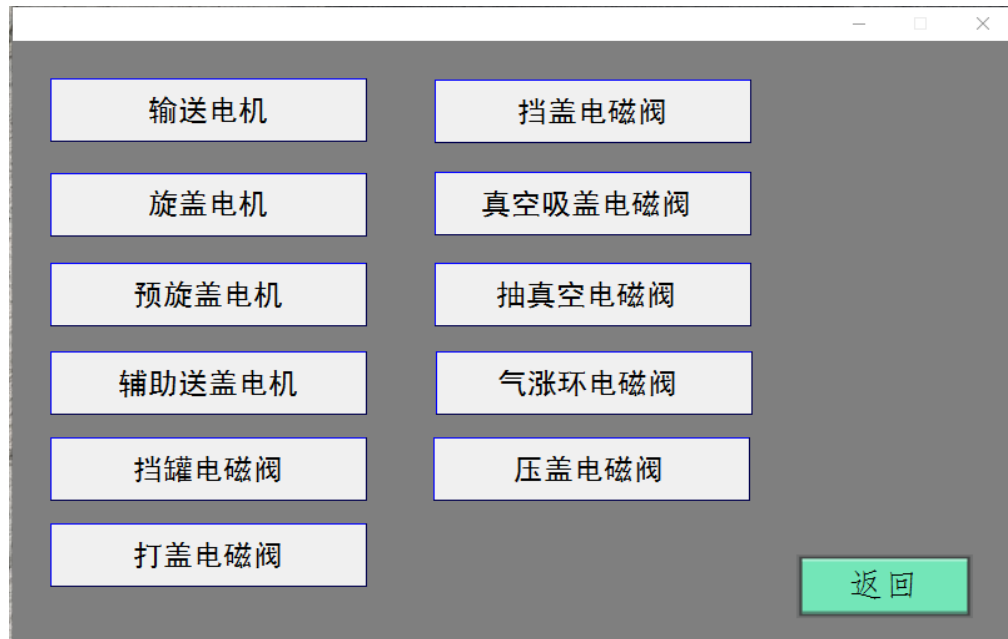 输送电机
挡盖电磁阀
旋盖电机
真空吸盖电磁阀
预旋盖电机
抽真空电磁阀
辅助送盖电机
气涨环电磁阀
挡罐电磁阀
压盖电磁阀
打盖电磁阀
返回